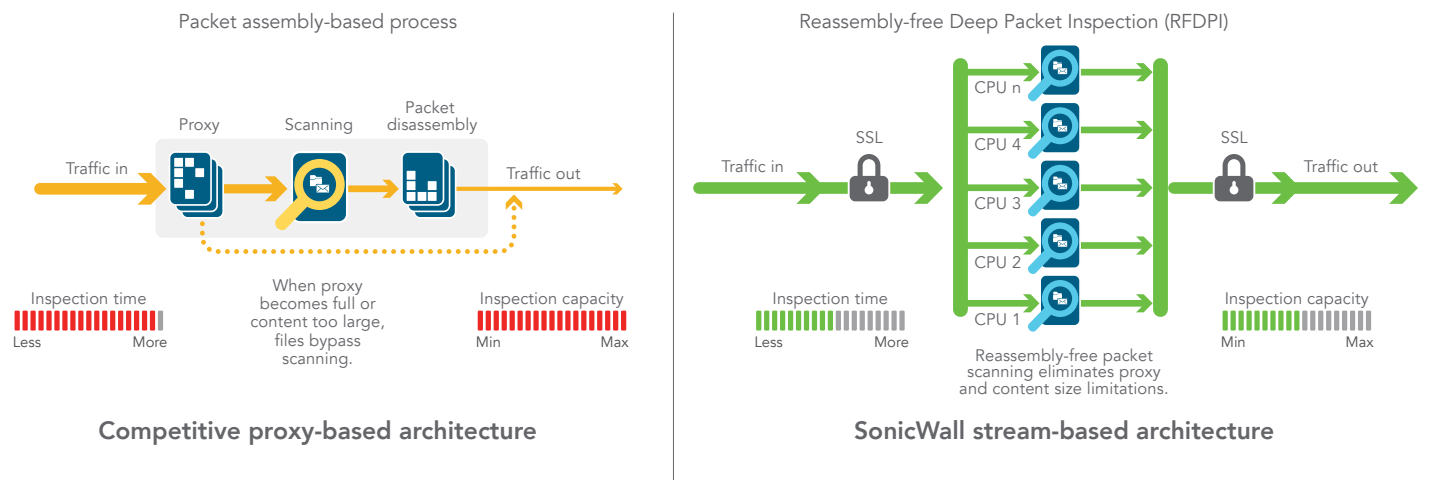 Packet assembly-based process
Proxy
Scanning
Packet
disassembly
Traffic in
Traffic out
When proxy
becomes full or
content too large,
files bypass
scanning.
Inspection time
Less
More
Inspection capacity
Min
Max
Competitive proxy-based architecture
Reassembly-free Deep Packet Inspection (RFDPI)
Traffic in
SSL
CPU n
CPU 4
CPU 3
CPU 2
CPU 1
SSL
Traffic out
Inspection time
Less
More
Reassembly-free packet
scanning eliminates proxy
and content size limitations.
Inspection capacity
Min
Max
SonicWall stream-based architecture